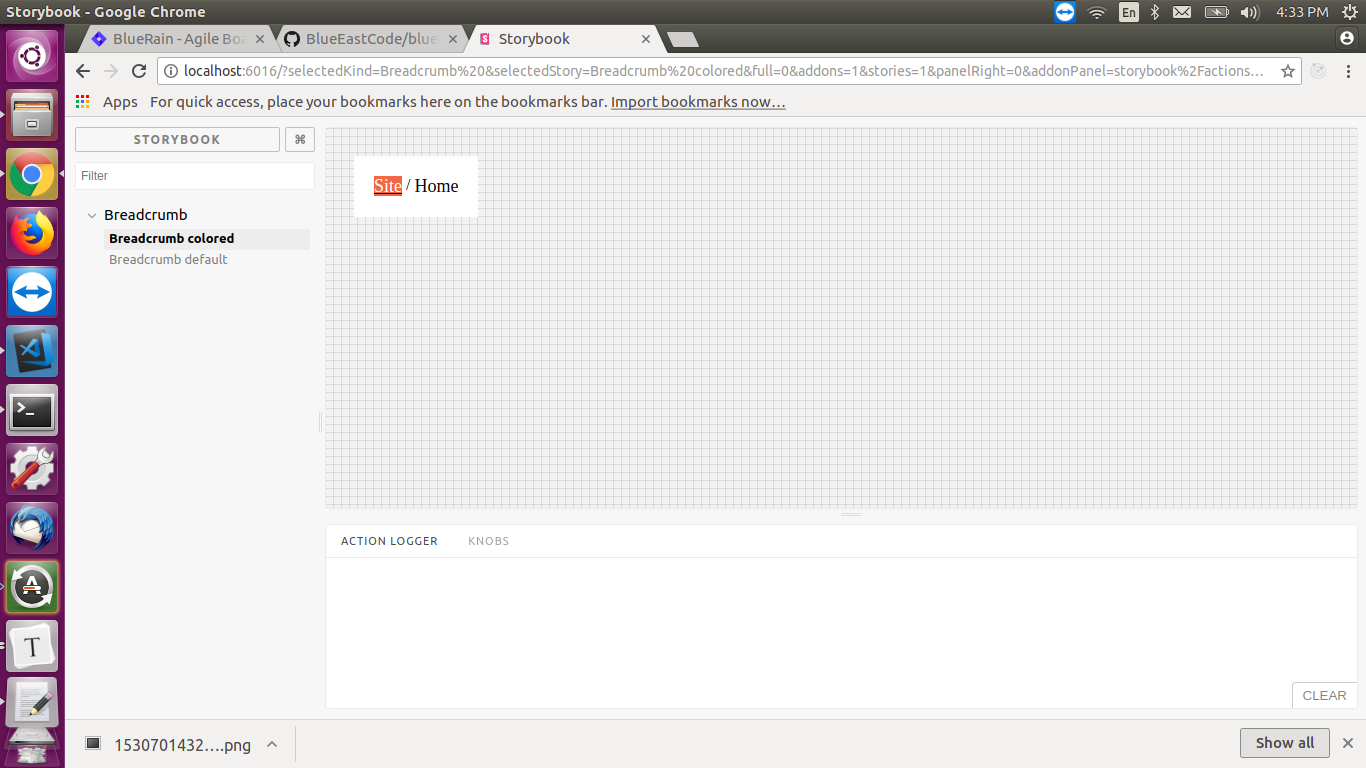 Storybook - Google Chrome
En
4:33 PM
BlueRain - Agile Boa
BlueEastCode/blue
Storybook
localhost:6016/?selectedKind=Breadcrumb%20&selectedStory=Breadcrumb%20colored&full=0&addons=1&stories=1&panelRight=0&addonPanel=storybook%2Factions…
Apps For quick access, place your bookmarks here on the bookmarks bar. Import bookmarks now…
STORYBOOK ⌘
Filter
Site / Home
Breadcrumb
Breadcrumb colored
Breadcrumb default
ACTION LOGGER KNOBS
T
CLEAR
1530701432….png
Show all